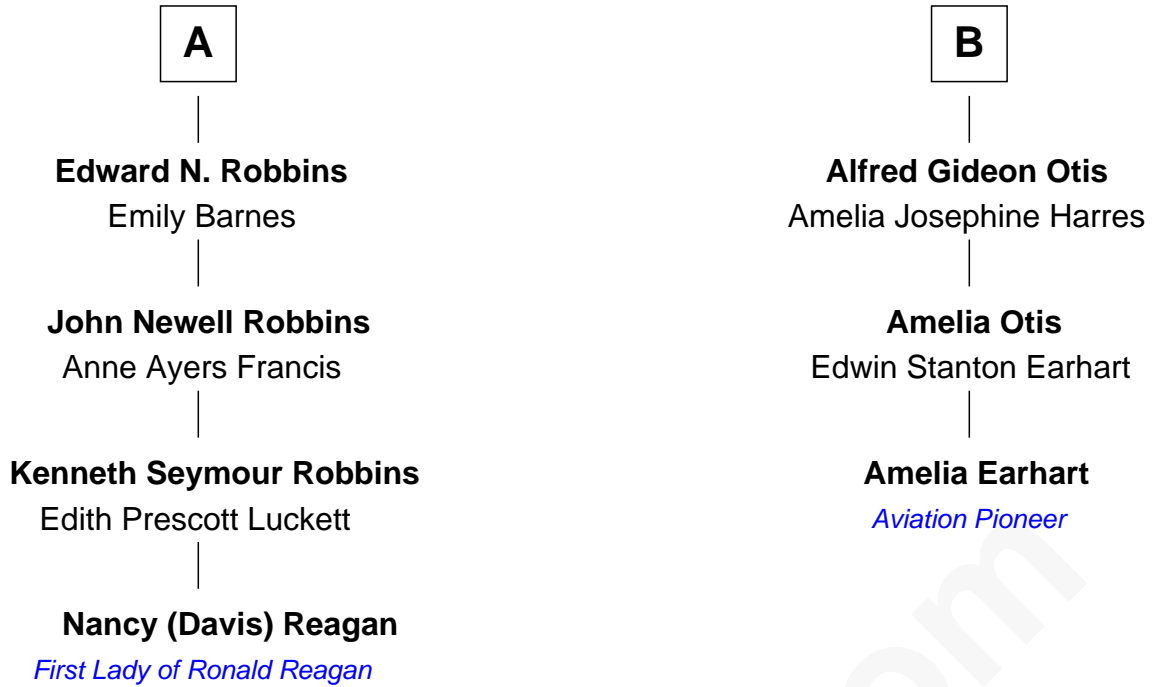 A
Edward N. Robbins
Emily Barnes
John Newell Robbins
Anne Ayers Francis
Kenneth Seymour Robbins
Edith Prescott Luckett
Nancy (Davis) Reagan
First Lady of Ronald Reagan
B
Alfred Gideon Otis
Amelia Josephine Harres
Amelia Otis
Edwin Stanton Earhart
Amelia Earhart
Aviation Pioneer